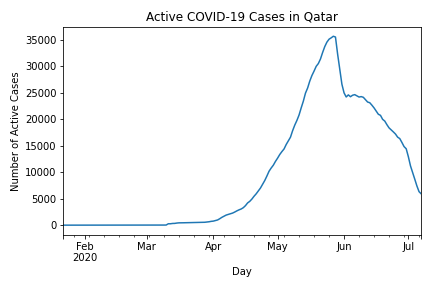 Active COVID-19 Cases in Qatar
Number of Active Cases
35000
30000
25000
20000
15000
10000
5000
0
Feb Mar Apr May Jun Jul
2020
Day